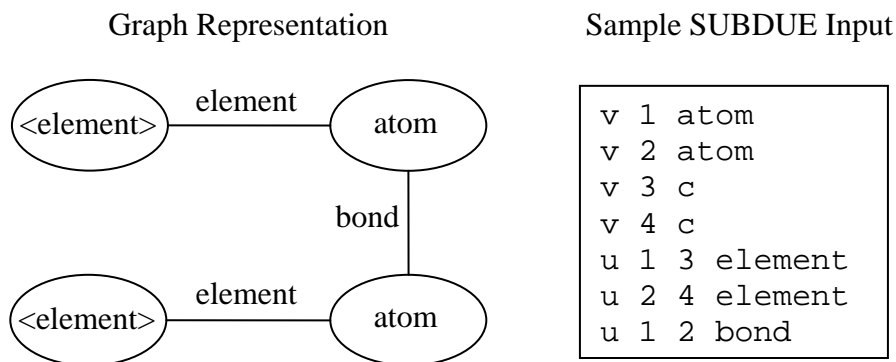 Graph Representation
Sample SUBDUE Input
<element>
element
atom
bond
<element>
element
atom
v 1 atom
v 2 atom
v 3 c
v 4 c
u 1 3 element
u 2 4 element
u 1 2 bond